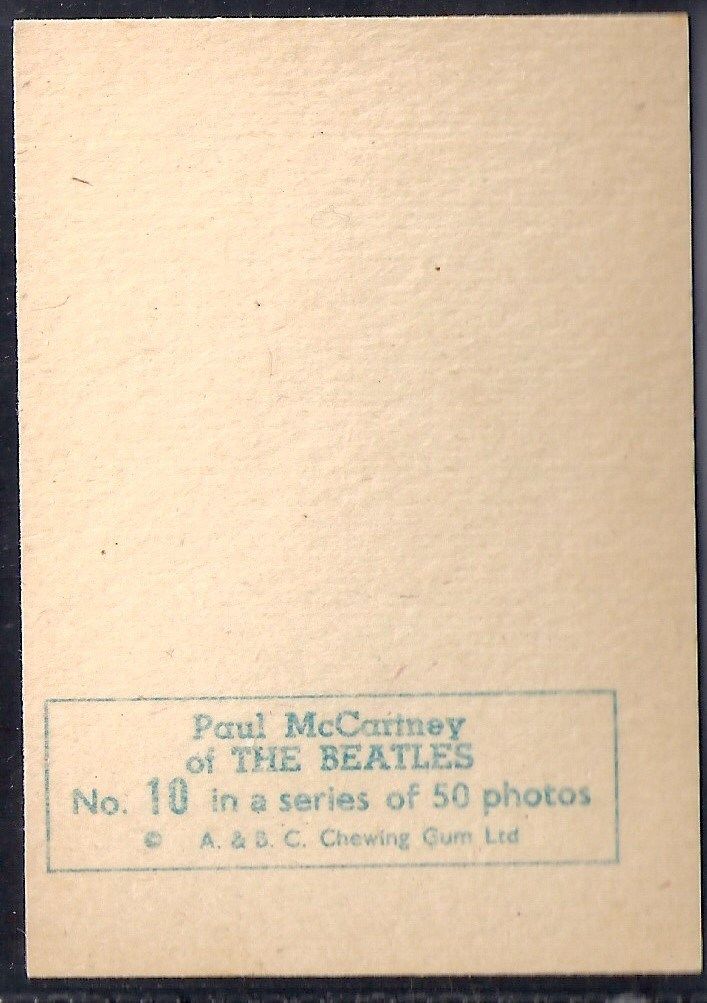 Paul McCartney
of THE BEATLES
No. 10 in a series of 50 photos
© A. & B. C. Chewing Gum Ltd